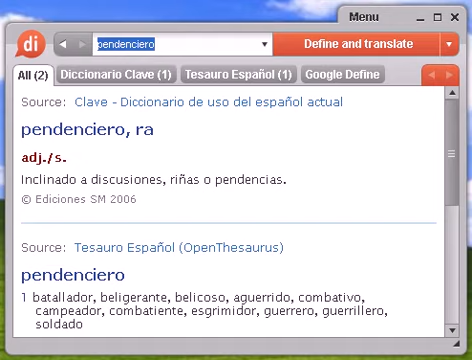 Menu
di
pendenciero
Define and translate
All (2)
Diccionario Clave (1)
Tesauro Español (1)
Google Define
Source: Clave - Diccionario de uso del español actual
pendenciero, ra
adj./s.
Inclinado a discusiones, riñas o pendencias.
© Ediciones SM 2006
Source: Tesauro Español (OpenThesaurus)
pendenciero
1 batallador, beligerante, belicoso, aguerrido, combativo,
campeador, combatiente, esgrimidor, guerrero, guerrillero,
soldado